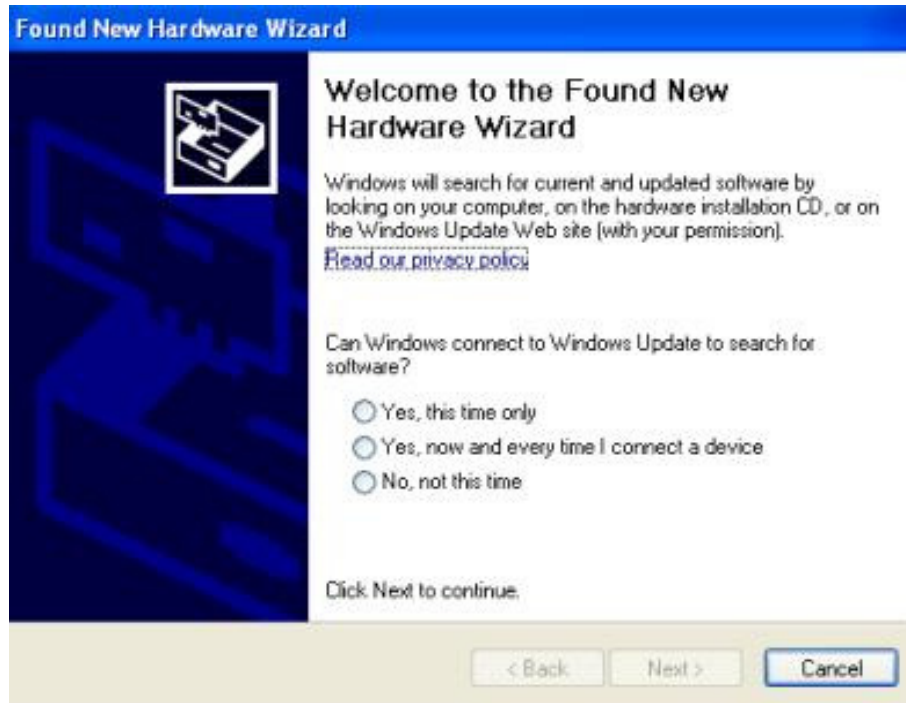 Found New Hardware Wizard
Welcome to the Found New
Hardware Wizard
Windows will search for current and updated software by
looking on your computer, on the hardware installation CD, or on
the Windows Update Web site (with your permission).
Read our privacy policy
Can Windows connect to Windows Update to search for
software?
Yes, this time only
Yes, now and every time I connect a device
No, not this time
Click Next to continue.
< Back
Next >
Cancel